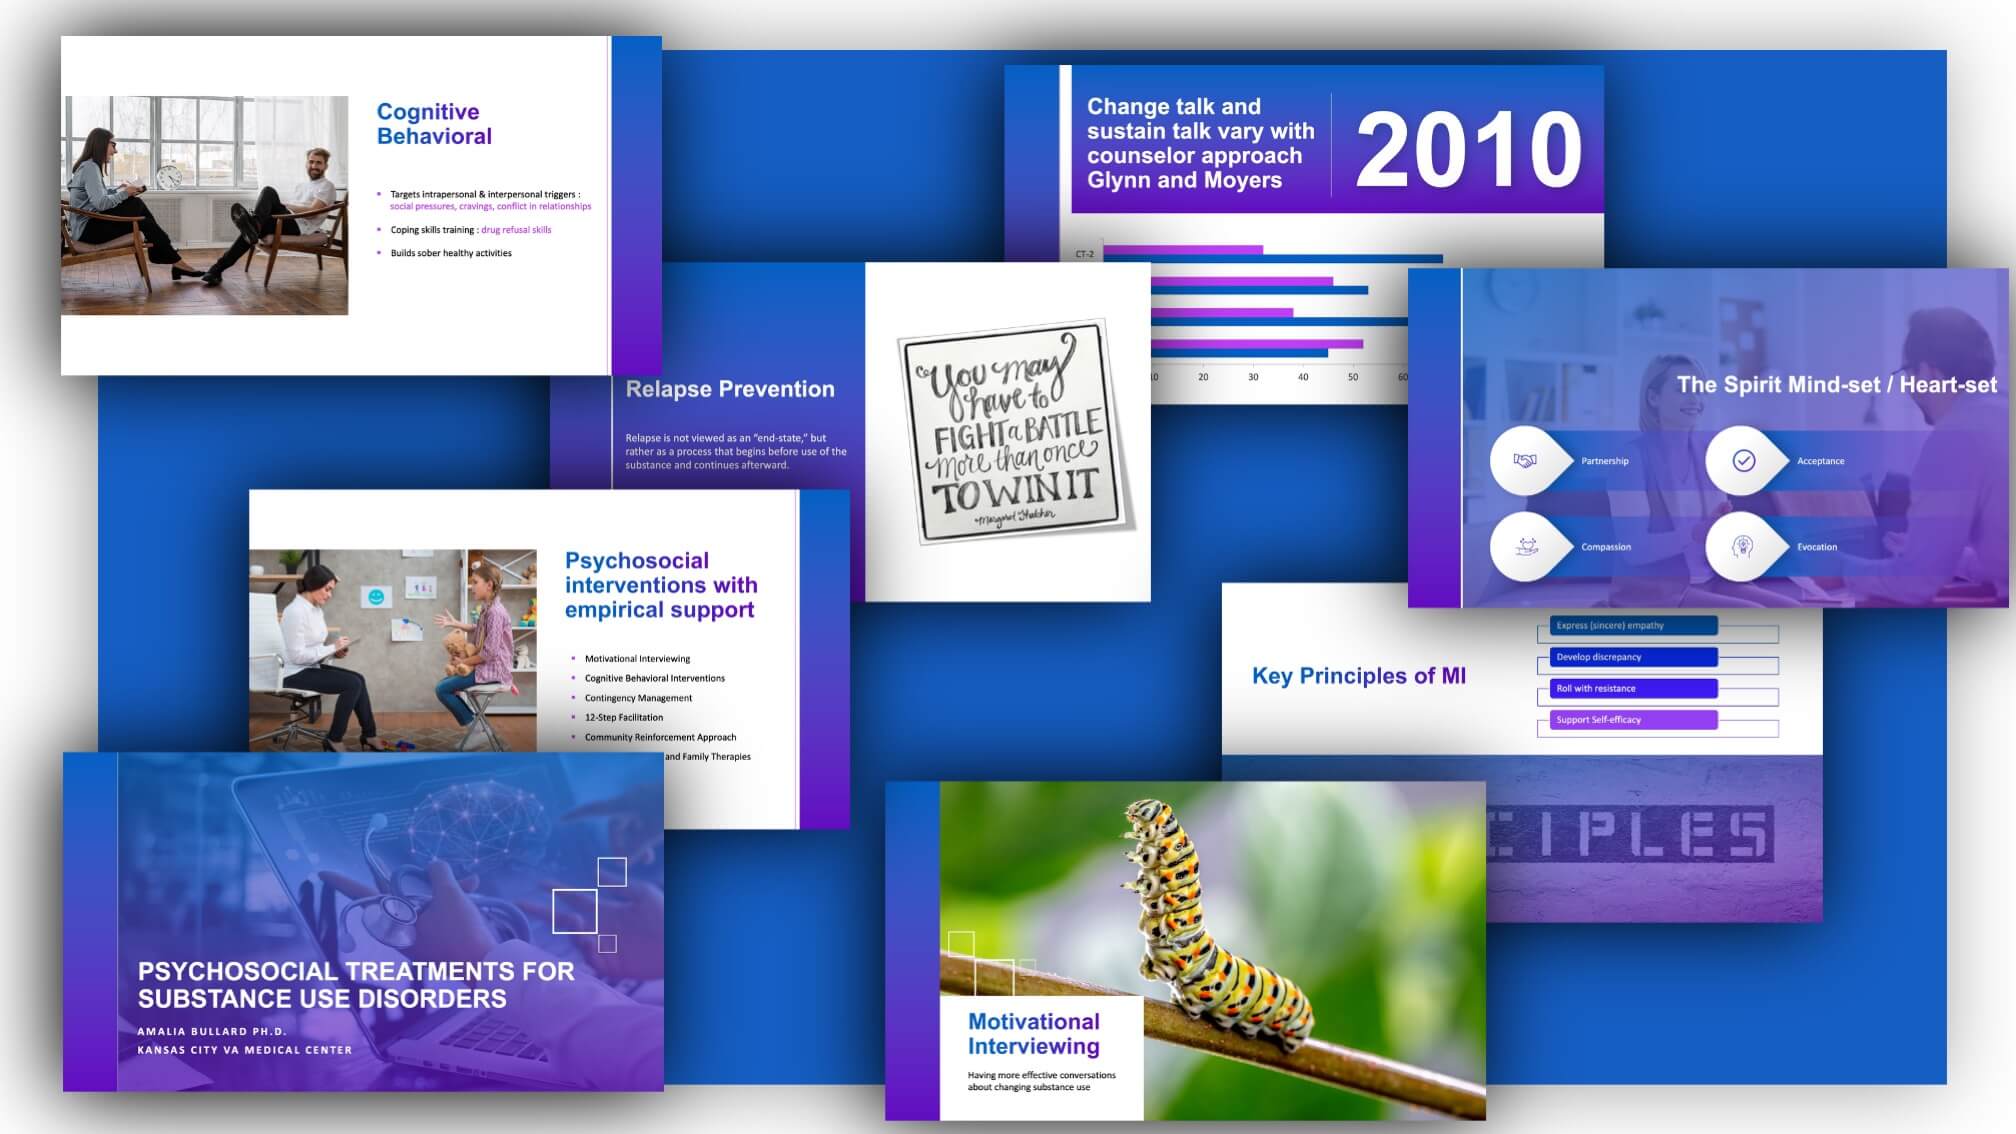 Cognitive
Behavioral
Targets intrapersonal & interpersonal triggers :
social pressures, cravings, conflict in relationships
Coping skills training : drug refusal skills
Builds sober healthy activities
Change talk and
sustain talk vary with
counselor approach
Glynn and Moyers
2010
CT-2
10 20 30 40 50 60
Relapse Prevention
Relapse is not viewed as an “end-state,” but
rather as a process that begins before use of the
substance and continues afterward.
You may
have to
FIGHT a BATTLE
more than once
TO WIN IT
-Margaret Thatcher
The Spirit Mind-set / Heart-set
Partnership
Acceptance
Compassion
Evocation
Psychosocial
interventions with
empirical support
Motivational Interviewing
Cognitive Behavioral Interventions
Contingency Management
12-Step Facilitation
Community Reinforcement Approach
and Family Therapies
Key Principles of MI
Express (sincere) empathy
Develop discrepancy
Roll with resistance
Support Self-efficacy
CIPLES
PSYCHOSOCIAL TREATMENTS FOR
SUBSTANCE USE DISORDERS
AMALIA BULLARD PH.D.
KANSAS CITY VA MEDICAL CENTER
Motivational
Interviewing
Having more effective conversations
about changing substance use